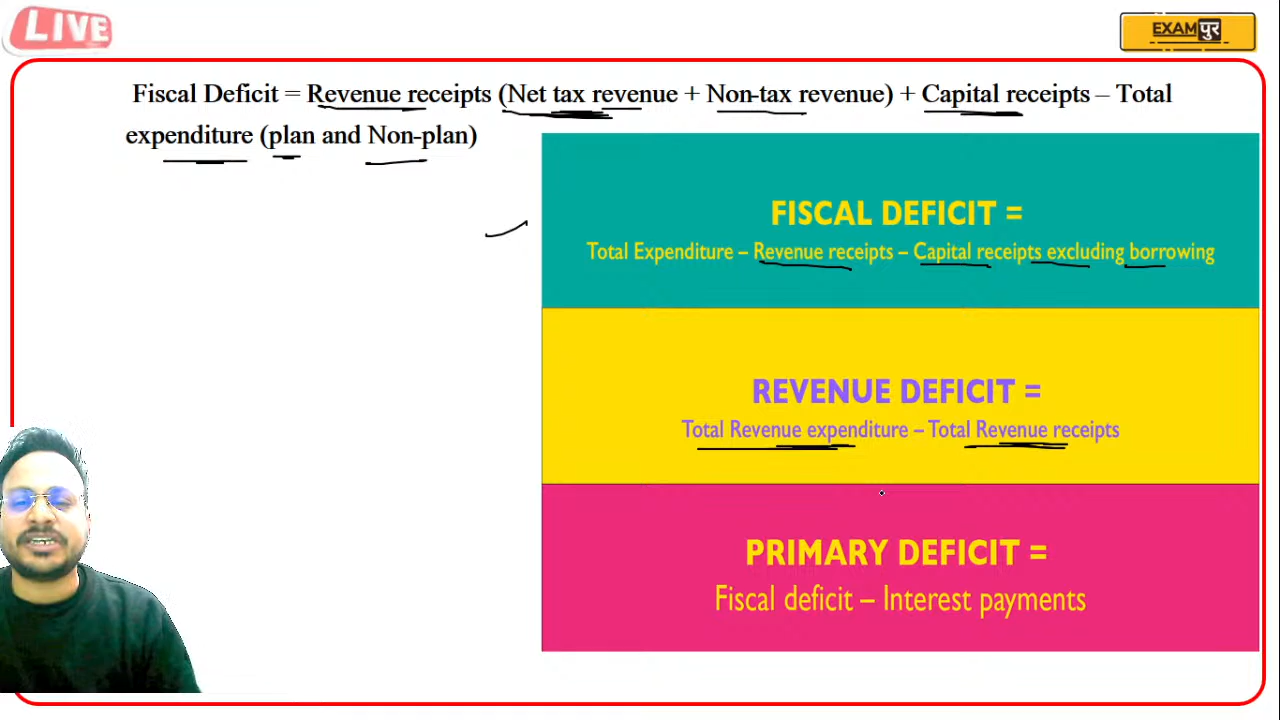 LIVE
EXAMपुर
Fiscal Deficit = Revenue receipts (Net tax revenue + Non-tax revenue) + Capital receipts – Total
expenditure (plan and Non-plan)
FISCAL DEFICIT =
Total Expenditure – Revenue receipts – Capital receipts excluding borrowing
REVENUE DEFICIT =
Total Revenue expenditure – Total Revenue receipts
PRIMARY DEFICIT =
Fiscal deficit – Interest payments